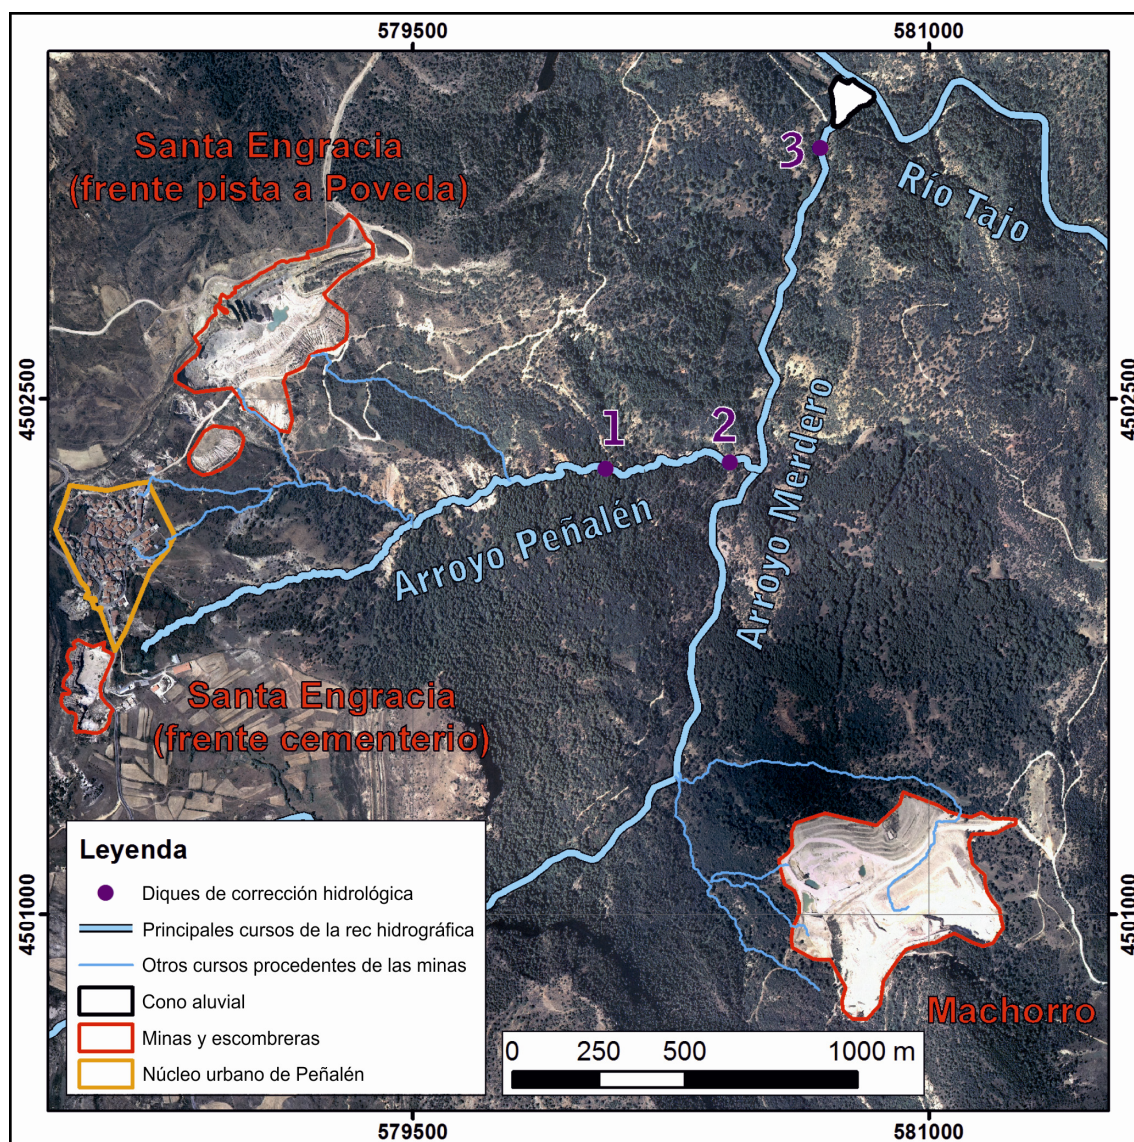 579500
581000
Santa Engracia
(frente pista a Poveda)
3
Río Tajo
4502500
4502500
1
2
Arroyo Merdero
Arroyo Peñalén
Santa Engracia
(frente cementerio)
4501000
4501000
Machorro
Leyenda
Diques de corrección hidrológica
Principales cursos de la rec hidrográfica
Otros cursos procedentes de las minas
Cono aluvial
Minas y escombreras
Núcleo urbano de Peñalén
0 250 500 1000 m
579500
581000